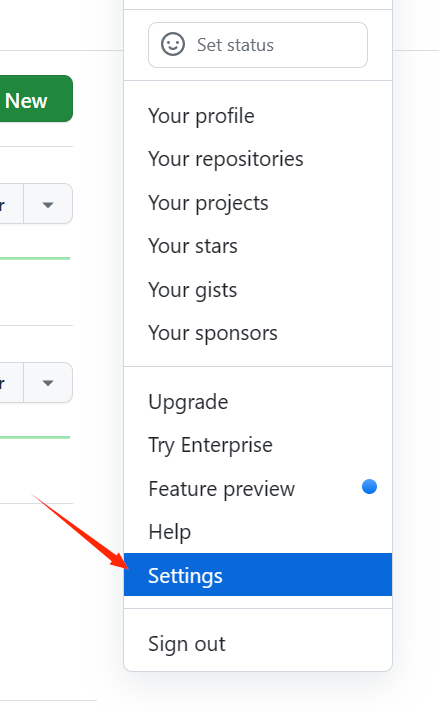 Set status
New
Your profile
Your repositories
r
Your projects
Your stars
Your gists
Your sponsors
r
Upgrade
Try Enterprise
Feature preview
Help
Settings
Sign out